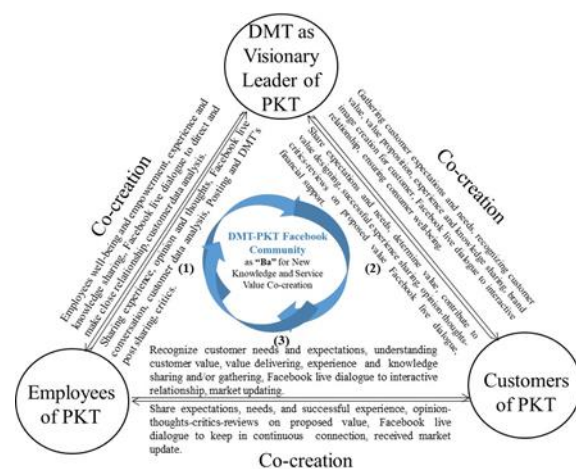 DMT as
Visionary
Leader of
PKT
Co-creation
Employees well-being and empowerment, experience and
knowledge sharing, Facebook live dialogue to direct and
make close relationship, customer data analysis.
Sharing experience, opinion and thoughts, Facebook live
conversation, customer data analysis, Posting and DMT's
post sharing, critics.
(1)
Co-creation
Gathering customer expectations and needs, recognizing customer
value, value proposition, experience and knowledge sharing, brand
image creation for customer, Facebook live dialogue to interactive
relationship, ensuring customer well-being.
Share expectations and needs, determine value, contribute to
value designing, successful experience sharing, opinion-thoughts-
critics-reviews on proposed value, Facebook live dialogue,
financial support.
(2)
DMT-PKT Facebook
Community
as "Ba" for New
Knowledge and Service
Value Co-creation
(3)
Employees
of PKT
Recognize customer needs and expectations, understanding
customer value, value delivering, experience and knowledge
sharing and/or gathering, Facebook live dialogue to interactive
relationship, market updating.
Share expectations, needs, and successful experience, opinion-
thoughts-critics-reviews on proposed value, Facebook live
dialogue to keep in continuous connection, received market
update.
Co-creation
Customers
of PKT